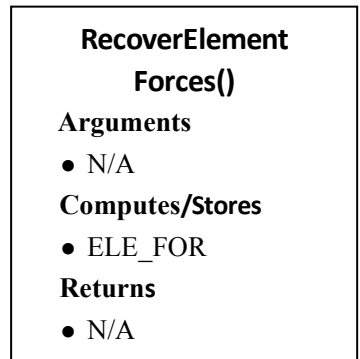 RecoverElement
Forces()
Arguments
● N/A
Computes/Stores
● ELE_FOR
Returns
● N/A